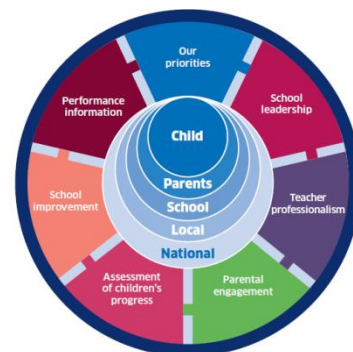 Our
priorities
School
leadership
Teacher
professionalism
Parental
engagement
Assessment
of children's
progress
School
improvement
Performance
information
Child
Parents
School
Local
National